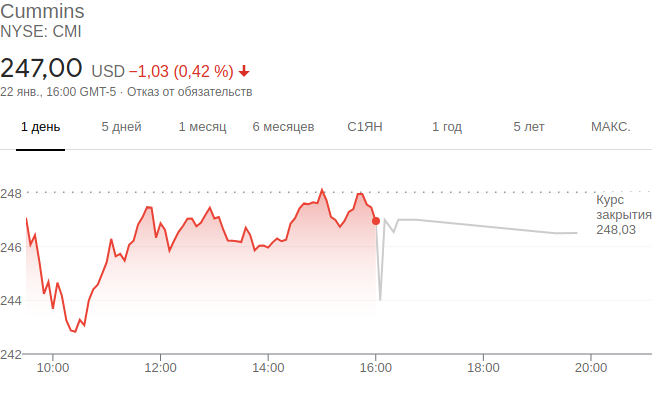 Cummins
NYSE: CMI
247,00 USD −1,03 (0,42 %)
22 янв., 16:00 GMT-5 · Отказ от обязательств
1 день 5 дней 1 месяц 6 месяцев С1ЯН 1 год 5 лет МАКС.
248
Курс
закрытия
248,03
246
244
242
10:00 12:00 14:00 16:00 18:00 20:00